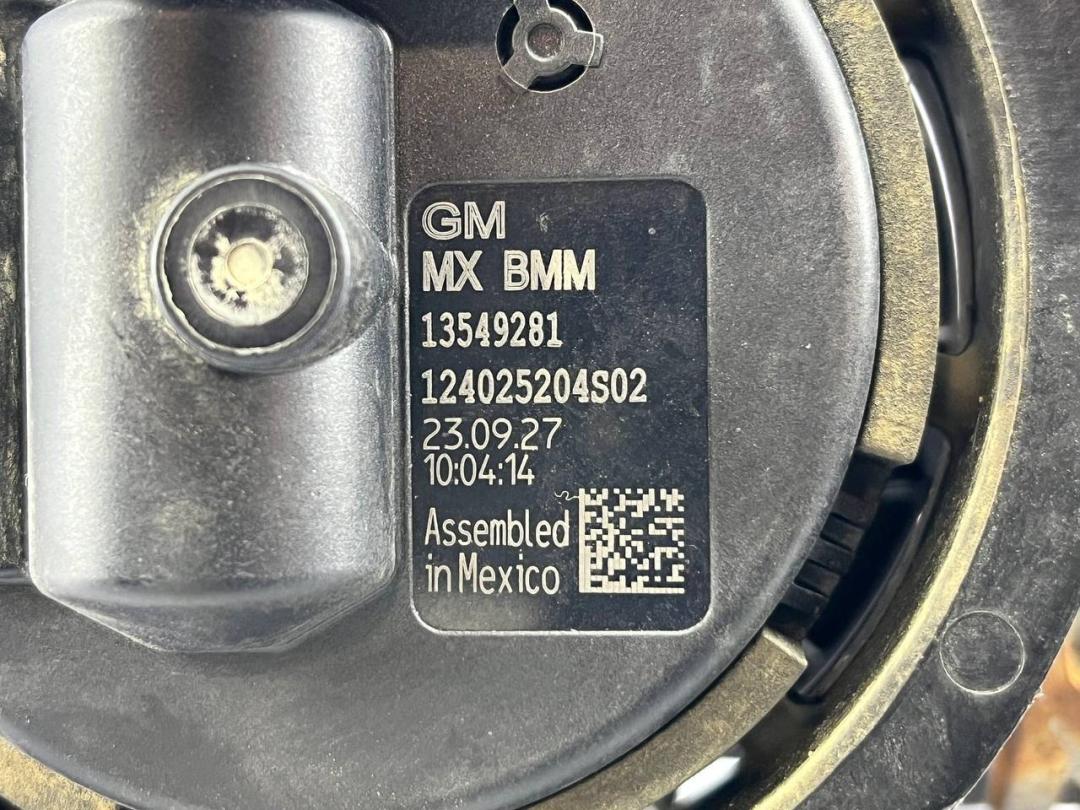 GM
MX BMM
13549281
124025204S02
23.09.27
10:04:14
Assembled
in Mexico